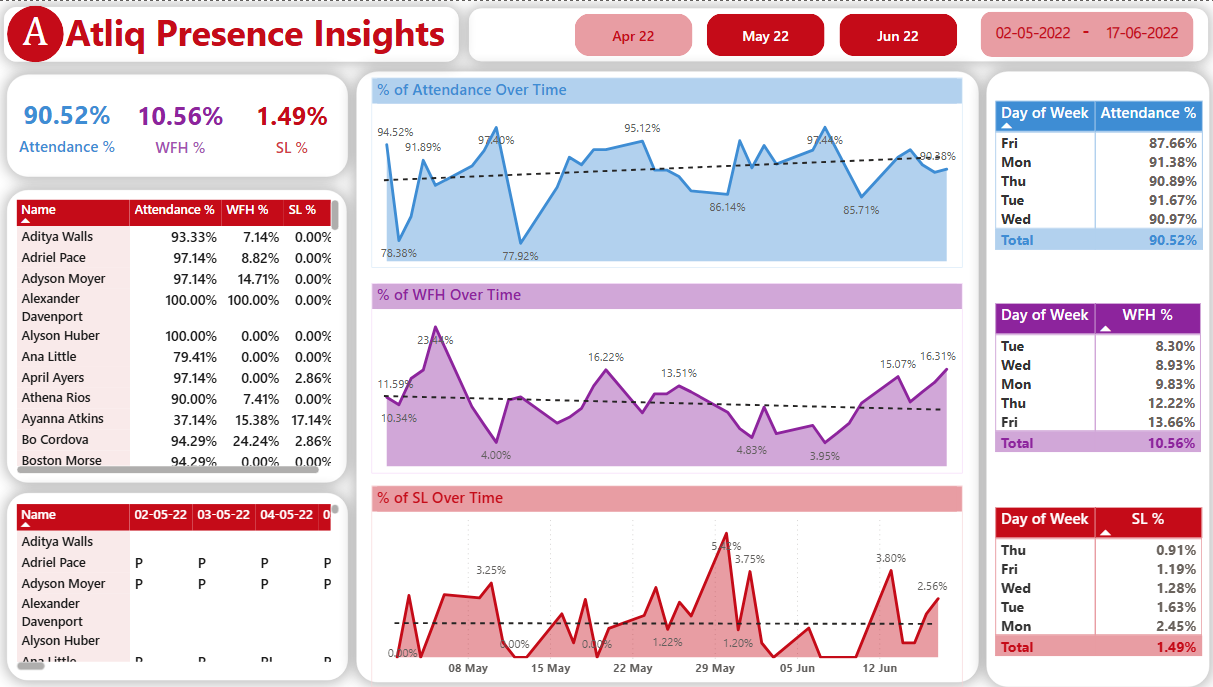 A Atliq Presence Insights
Apr 22 May 22 Jun 22
02-05-2022 - 17-06-2022
90.52% 10.56% 1.49%
Attendance % WFH % SL %
Name Attendance % WFH % SL %
Aditya Walls 93.33% 7.14% 0.00%
Adriel Pace 97.14% 8.82% 0.00%
Adyson Moyer 97.14% 14.71% 0.00%
Alexander Davenport 100.00% 100.00% 0.00%
Alyson Huber 100.00% 0.00% 0.00%
Ana Little 79.41% 0.00% 0.00%
April Ayers 97.14% 0.00% 2.86%
Athena Rios 90.00% 7.41% 0.00%
Ayanna Atkins 37.14% 15.38% 17.14%
Bo Cordova 94.29% 24.24% 2.86%
Boston Morse 94.29% 0.00% 0.00%
Name 02-05-22 03-05-22 04-05-22 0
Aditya Walls
Adriel Pace P P P P
Adyson Moyer P P P P
Alexander
Davenport
Alyson Huber
Ana Little P P PL P
% of Attendance Over Time
94.52% 91.89% 97.40% 95.12% 97.44% 90.38%
78.38% 77.92% 86.14% 85.71%
% of WFH Over Time
11.59% 23.44% 16.22% 13.51% 15.07% 16.31%
10.34% 4.00% 4.83% 3.95%
% of SL Over Time
3.25% 5.42% 3.75% 3.80% 2.56%
0.00% 0.00% 0.00% 1.22% 1.20%
08 May 15 May 22 May 29 May 05 Jun 12 Jun
Day of Week Attendance %
Fri 87.66%
Mon 91.38%
Thu 90.89%
Tue 91.67%
Wed 90.97%
Total 90.52%
Day of Week WFH %
Tue 8.30%
Wed 8.93%
Mon 9.83%
Thu 12.22%
Fri 13.66%
Total 10.56%
Day of Week SL %
Thu 0.91%
Fri 1.19%
Wed 1.28%
Tue 1.63%
Mon 2.45%
Total 1.49%